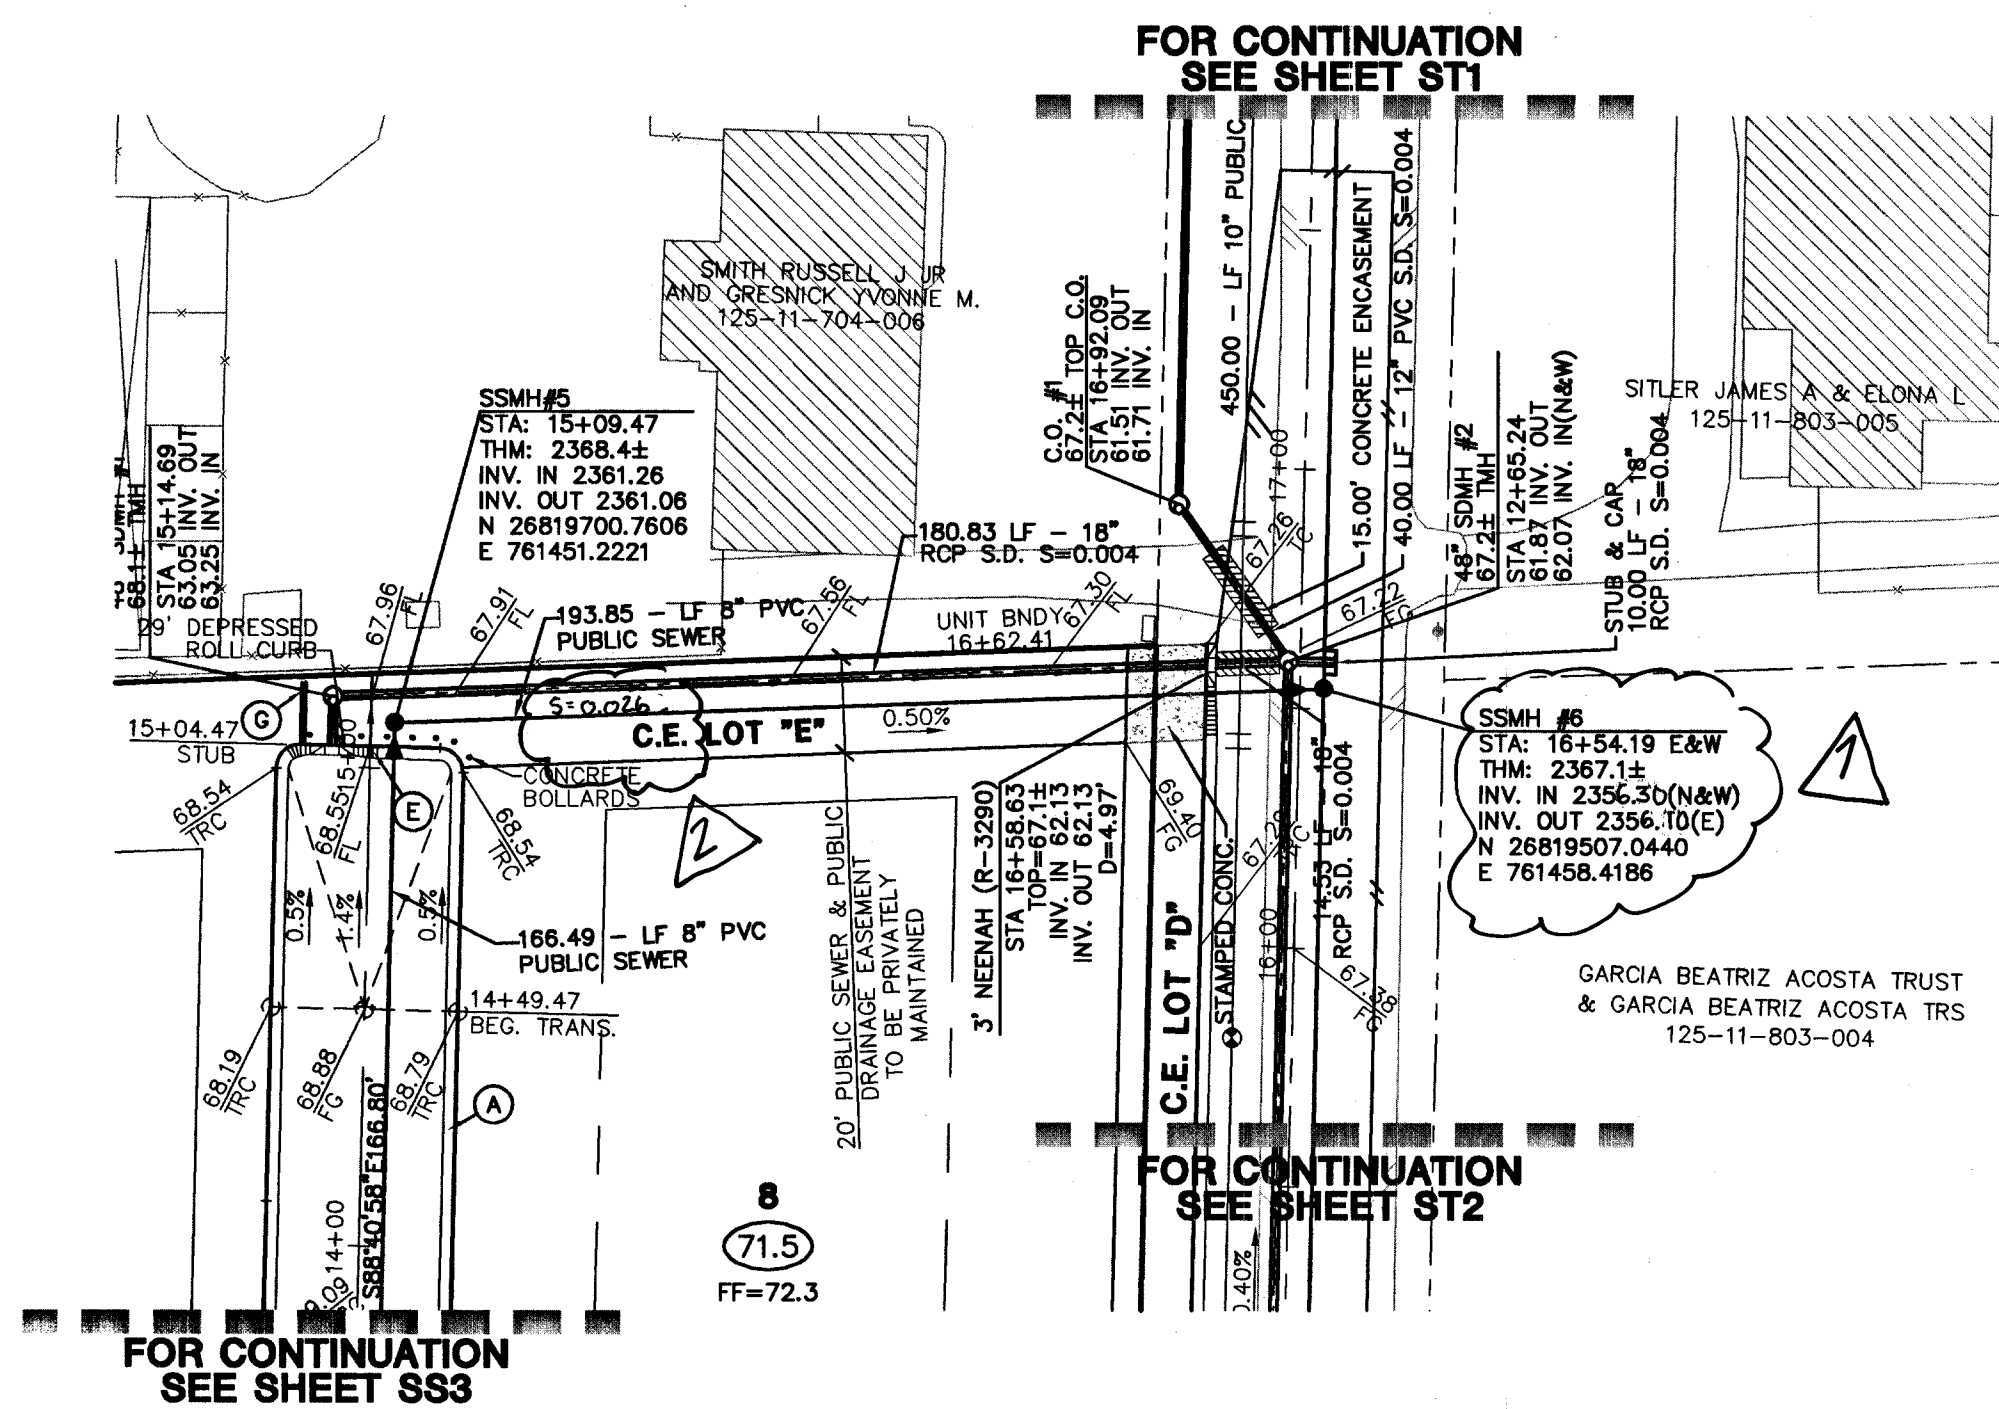 FOR CONTINUATION
SEE SHEET ST1
SMITH RUSSELL J JR
AND GRESNICK YVONNE M.
125-11-704-006
SITLER JAMES A & ELONA L
125-11-803-005
SSMH#5
STA: 15+09.47
THM: 2368.4±
INV. IN 2361.26
INV. OUT 2361.06
N 26819700.7606
E 761451.2221
68.1± TMH
STA 15+14.69
63.05 INV. OUT
63.25 INV. IN
C.O. #1
67.2± TOP C.O.
STA 16+92.09
61.51 INV. OUT
61.71 INV. IN
450.00 - LF 10" PUBLIC
15.00' CONCRETE ENCASEMENT
40.00 LF - 12" PVC S.D. S=0.004
48" SDMH #2
67.2± TMH
STA 12+65.24
61.87 INV. OUT
62.07 INV. IN(N&W)
STUB & CAP
10.00 LF - 18"
RCP S.D. S=0.004
180.83 LF - 18"
RCP S.D. S=0.004
193.85 - LF 8" PVC
PUBLIC SEWER
UNIT BNDY
16+62.41
29' DEPRESSED
ROLL CURB
67.96
FL
67.91
FL
67.56
FL
67.30
FL
67.26
TC
17+00
67.22
FG
G
15+04.47
STUB
S=0.026
C.E. LOT "E"
0.50%
CONCRETE
BOLLARDS
E
68.54
TRC
68.55
FL
15+00
68.54
TRC
2
1
SSMH #6
STA: 16+54.19 E&W
THM: 2367.1±
INV. IN 2356.30(N&W)
INV. OUT 2356.10(E)
N 26819507.0440
E 761458.4186
3' NEENAH (R-3290)
STA 16+58.63
TOP=67.1±
INV. IN 62.13
INV. OUT 62.13
D=4.97'
69.40
FG
STAMPED CONC.
C.E. LOT "D"
16+00
14.53 LF - 18"
RCP S.D. S=0.004
67.38
20' PUBLIC SEWER & PUBLIC
DRAINAGE EASEMENT
TO BE PRIVATELY
MAINTAINED
0.5%
1.4%
0.5%
166.49 - LF 8" PVC
PUBLIC SEWER
14+49.47
BEG. TRANS.
68.19
TRC
68.88
FG
68.79
TRC
A
S88°40'58"E166.80'
14+00
GARCIA BEATRIZ ACOSTA TRUST
& GARCIA BEATRIZ ACOSTA TRS
125-11-803-004
8
71.5
FF=72.3
FOR CONTINUATION
SEE SHEET ST2
0.40%
FOR CONTINUATION
SEE SHEET SS3